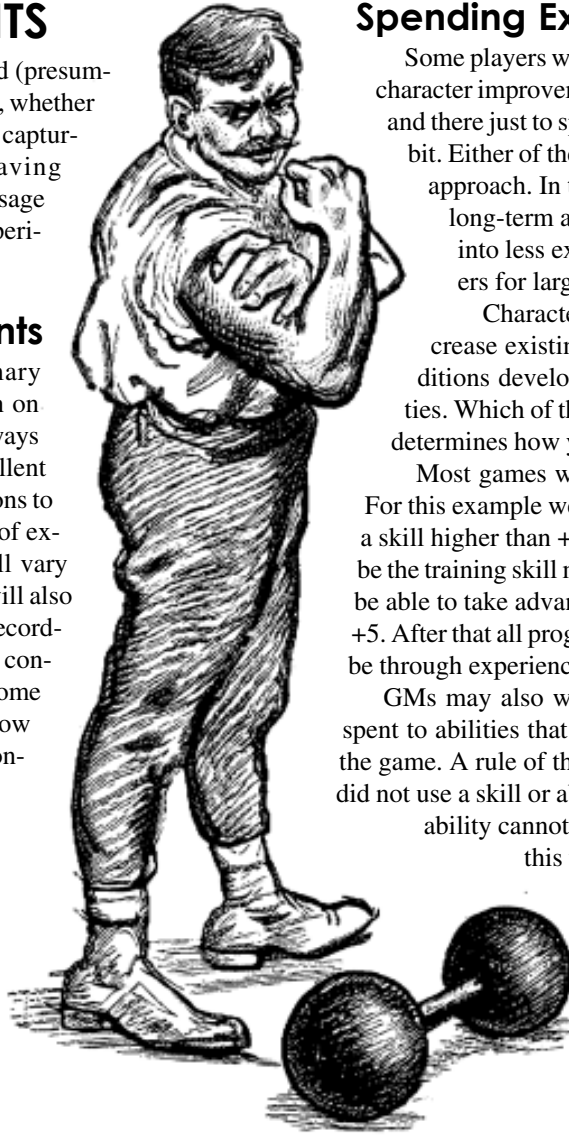 TS
d (presum-
, whether
captur-
aving
sage
peri-
nts
nary
n on
ways
llent
ons to
of ex-
ll vary
ill also
ecord-
con-
ome
ow
on-
Spending Ex
Some players w
character improver
and there just to sp
bit. Either of the
approach. In t
long-term a
into less ex
ers for larg
Characte
crease existin
ditions develo
ties. Which of th
determines how y
Most games w
For this example we
a skill higher than +
be the training skill n
be able to take advan
+5. After that all prog
be through experienc
GMs may also w
spent to abilities that
the game. A rule of th
did not use a skill or ab
ability cannot
this